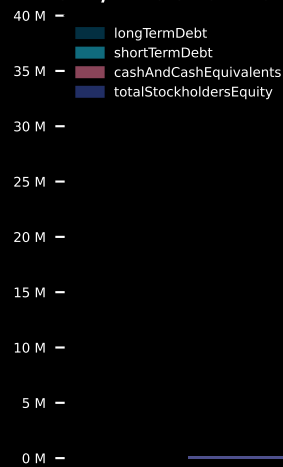 40 M
longTermDebt
shortTermDebt
35 M
cashAndCashEquivalents
totalStockholdersEquity
30 M
25 M
20 M
15 M
10 M
5 M
0 M